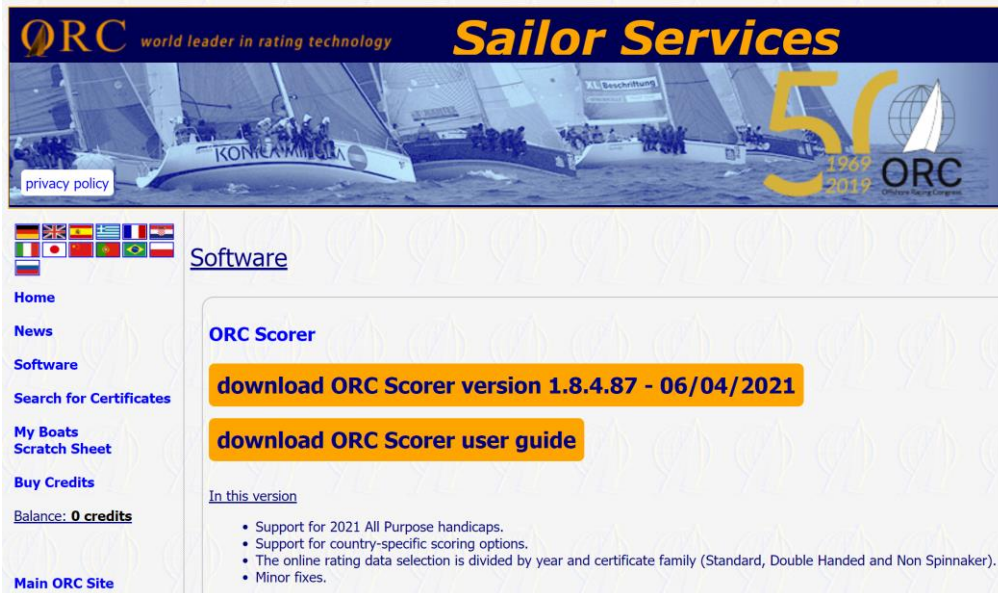 ORC world leader in rating technology
Sailor Services
Beschriftung
KONICA MINOLTA
50
1969
2019
ORC
Offshore Racing Congress
privacy policy
Software
Home
News
Software
Search for Certificates
My Boats
Scratch Sheet
Buy Credits
Balance: 0 credits
Main ORC Site
ORC Scorer
download ORC Scorer version 1.8.4.87 - 06/04/2021
download ORC Scorer user guide
In this version
• Support for 2021 All Purpose handicaps.
• Support for country-specific scoring options.
• The online rating data selection is divided by year and certificate family (Standard, Double Handed and Non Spinnaker).
• Minor fixes.